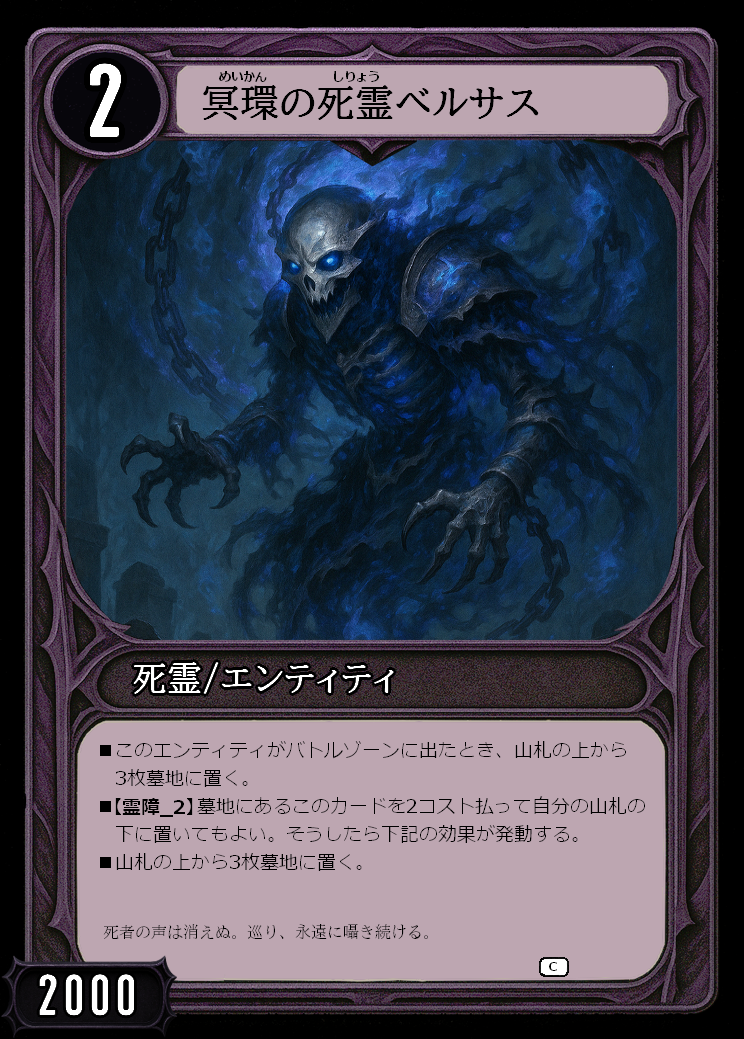 2
めいかん しりょう
冥環の死霊ベルサス
死霊/エンティティ
■このエンティティがバトルゾーンに出たとき、山札の上から
3枚墓地に置く。
■【霊障_2】墓地にあるこのカードを2コスト払って自分の山札の
下に置いてもよい。そうしたら下記の効果が発動する。
■山札の上から3枚墓地に置く。
死者の声は消えぬ。巡り、永遠に囁き続ける。
C
2000